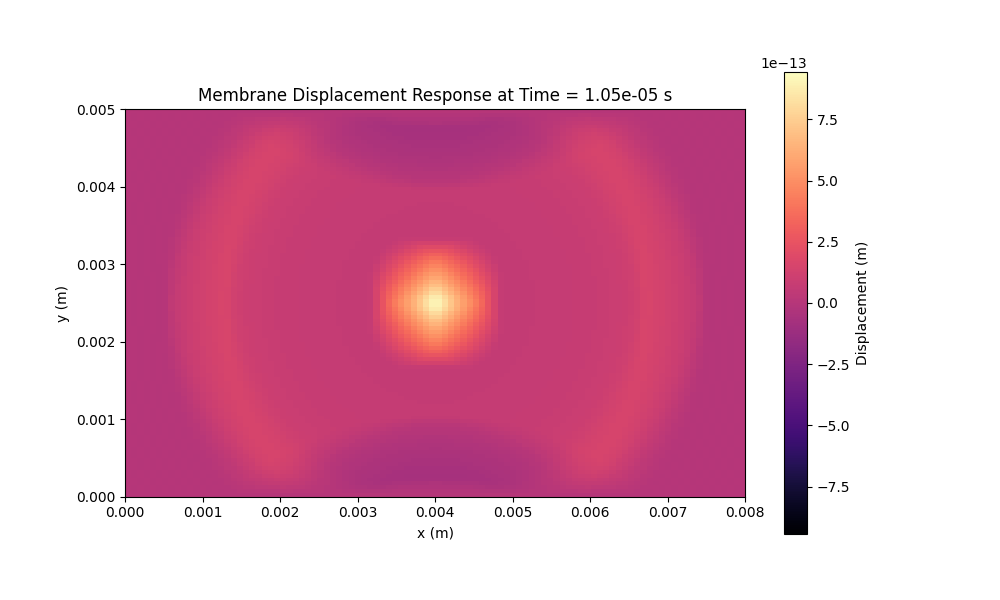 1e−13
Membrane Displacement Response at Time = 1.05e-05 s
0.005
0.004
0.003
0.002
0.001
0.000
y (m)
0.000 0.001 0.002 0.003 0.004 0.005 0.006 0.007 0.008
x (m)
7.5
5.0
2.5
0.0
−2.5
−5.0
−7.5
Displacement (m)